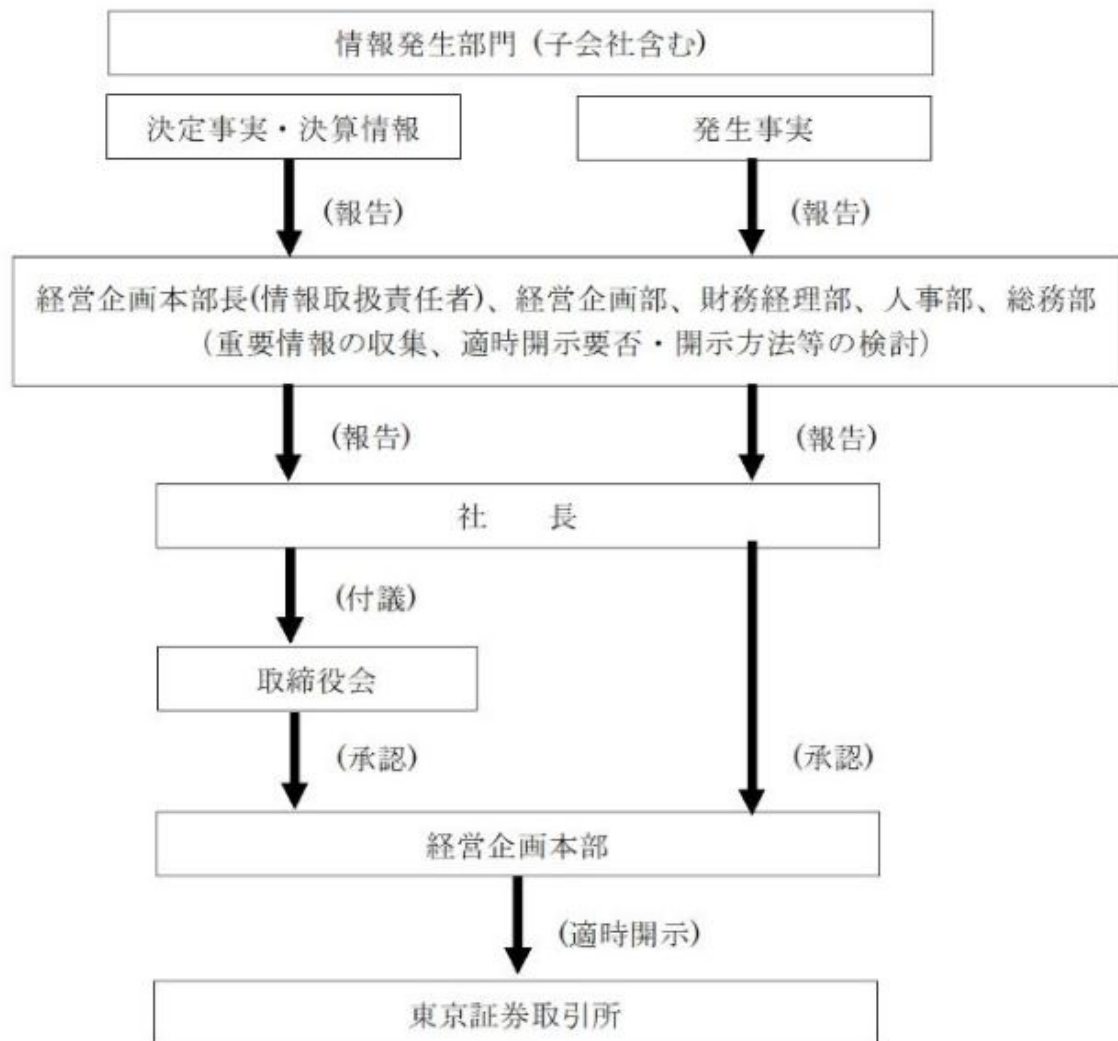 情報発生部門 (子会社含む)
決定事実・決算情報
発生事実
(報告)
(報告)
経営企画本部長(情報取扱責任者)、経営企画部、財務経理部、人事部、総務部
(重要情報の収集、適時開示要否・開示方法等の検討)
(報告)
(報告)
社　　長
(付議)
取締役会
(承認)
(承認)
経営企画本部
(適時開示)
東京証券取引所